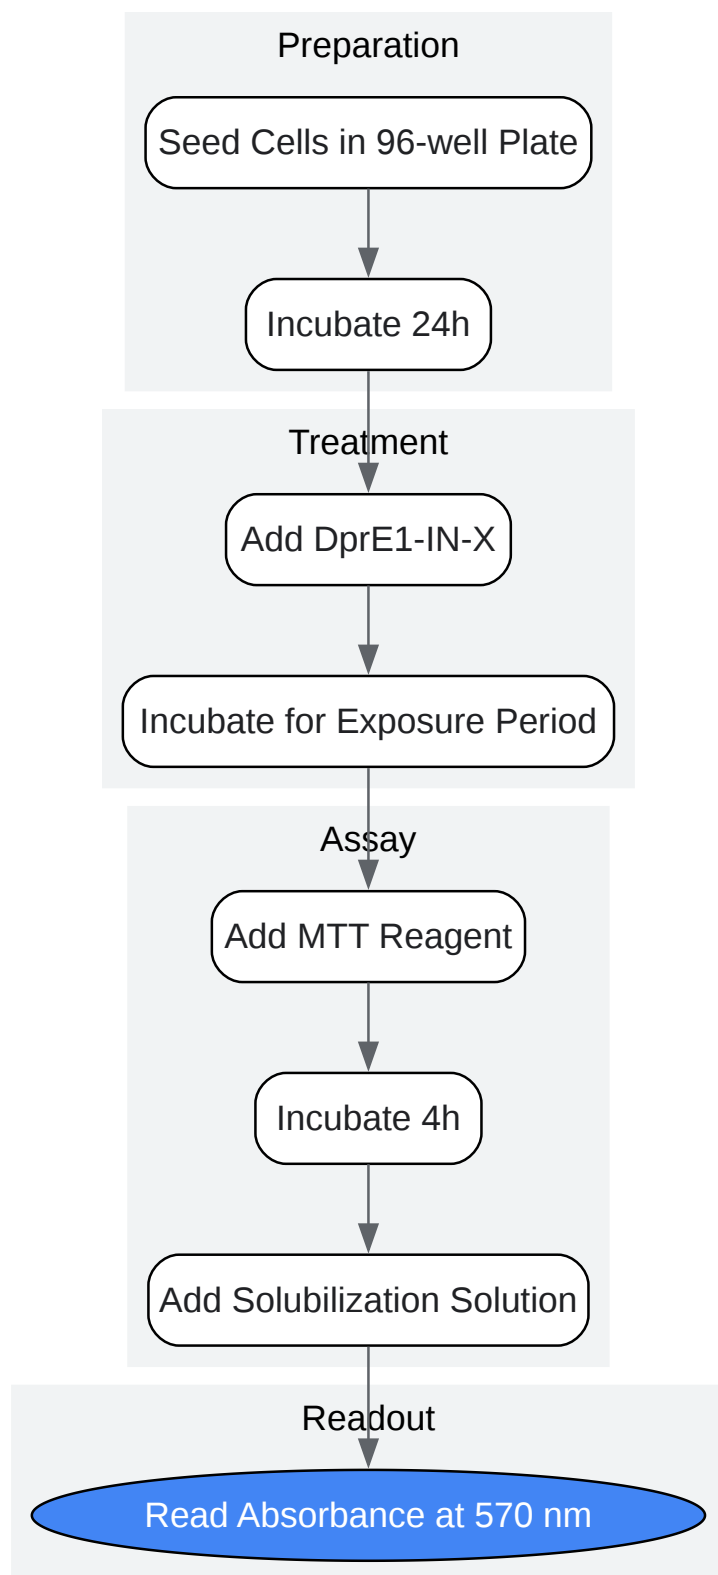 Preparation
Seed Cells in 96-well Plate
Incubate 24h
Treatment
Add DprE1-IN-X
Incubate for Exposure Period
Assay
Add MTT Reagent
Incubate 4h
Add Solubilization Solution
Readout
Read Absorbance at 570 nm